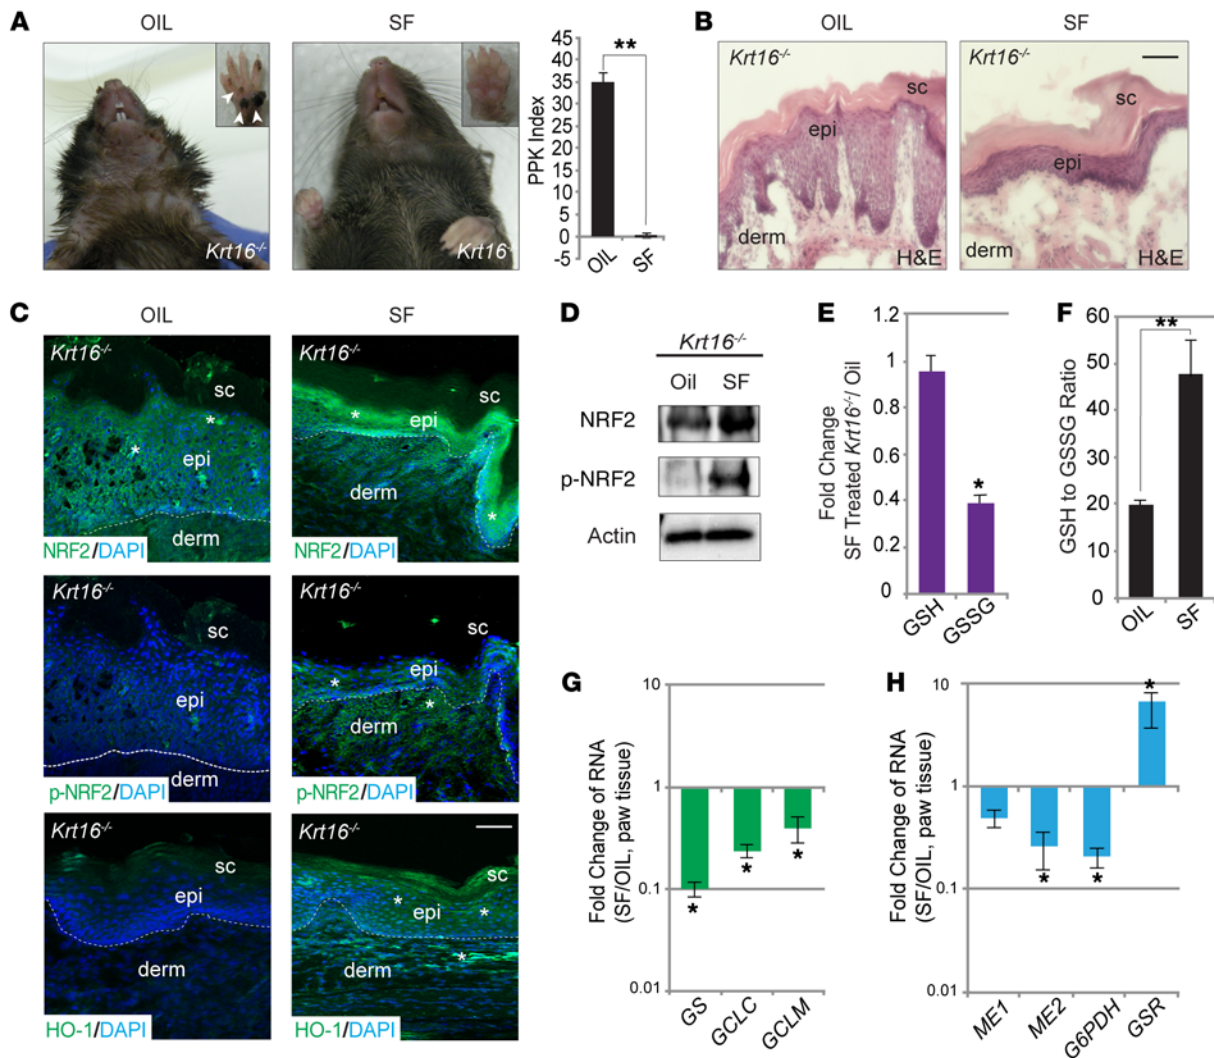 A
OIL
SF
Krt16-/-
Krt16-/-
PPK Index
45
40
35
30
25
20
15
10
5
0
-5
**
OIL
SF
B
OIL
SF
Krt16-/-
sc
epi
derm
H&E
Krt16-/-
sc
epi
derm
H&E
C
OIL
SF
Krt16-/-
sc
*
*
epi
derm
NRF2/DAPI
Krt16-/-
sc
*
epi
derm
*
NRF2/DAPI
Krt16-/-
sc
epi
derm
p-NRF2/DAPI
Krt16-/-
sc
epi
*
*
derm
p-NRF2/DAPI
Krt16-/-
sc
epi
derm
HO-1/DAPI
Krt16-/-
sc
*
epi
*
*
derm
HO-1/DAPI
D
Krt16-/-
Oil SF
NRF2
p-NRF2
Actin
E
Fold Change
SF Treated Krt16-/-/ Oil
1.2
1
0.8
0.6
0.4
0.2
0
*
GSH
GSSG
F
GSH to GSSG Ratio
60
50
40
30
20
10
0
**
OIL
SF
G
Fold Change of RNA
(SF/OIL, paw tissue)
10
1
0.1
0.01
*
*
*
GS
GCLC
GCLM
H
Fold Change of RNA
(SF/OIL, paw tissue)
10
1
0.1
0.01
*
*
*
ME1
ME2
G6PDH
GSR